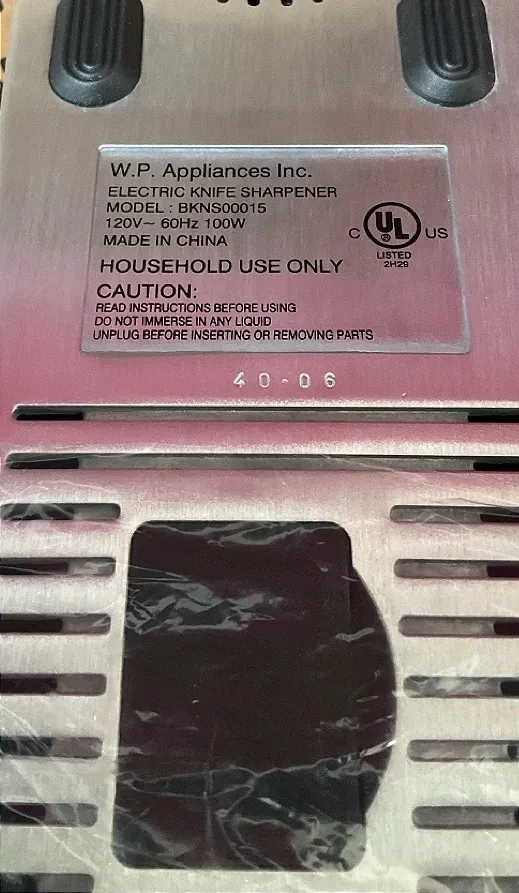 W.P. Appliances Inc.
ELECTRIC KNIFE SHARPENER
MODEL : BKNS00015
120V~ 60Hz 100W
MADE IN CHINA
HOUSEHOLD USE ONLY
C UL ® US
LISTED
2H29
CAUTION:
READ INSTRUCTIONS BEFORE USING
DO NOT IMMERSE IN ANY LIQUID
UNPLUG BEFORE INSERTING OR REMOVING PARTS
40-06